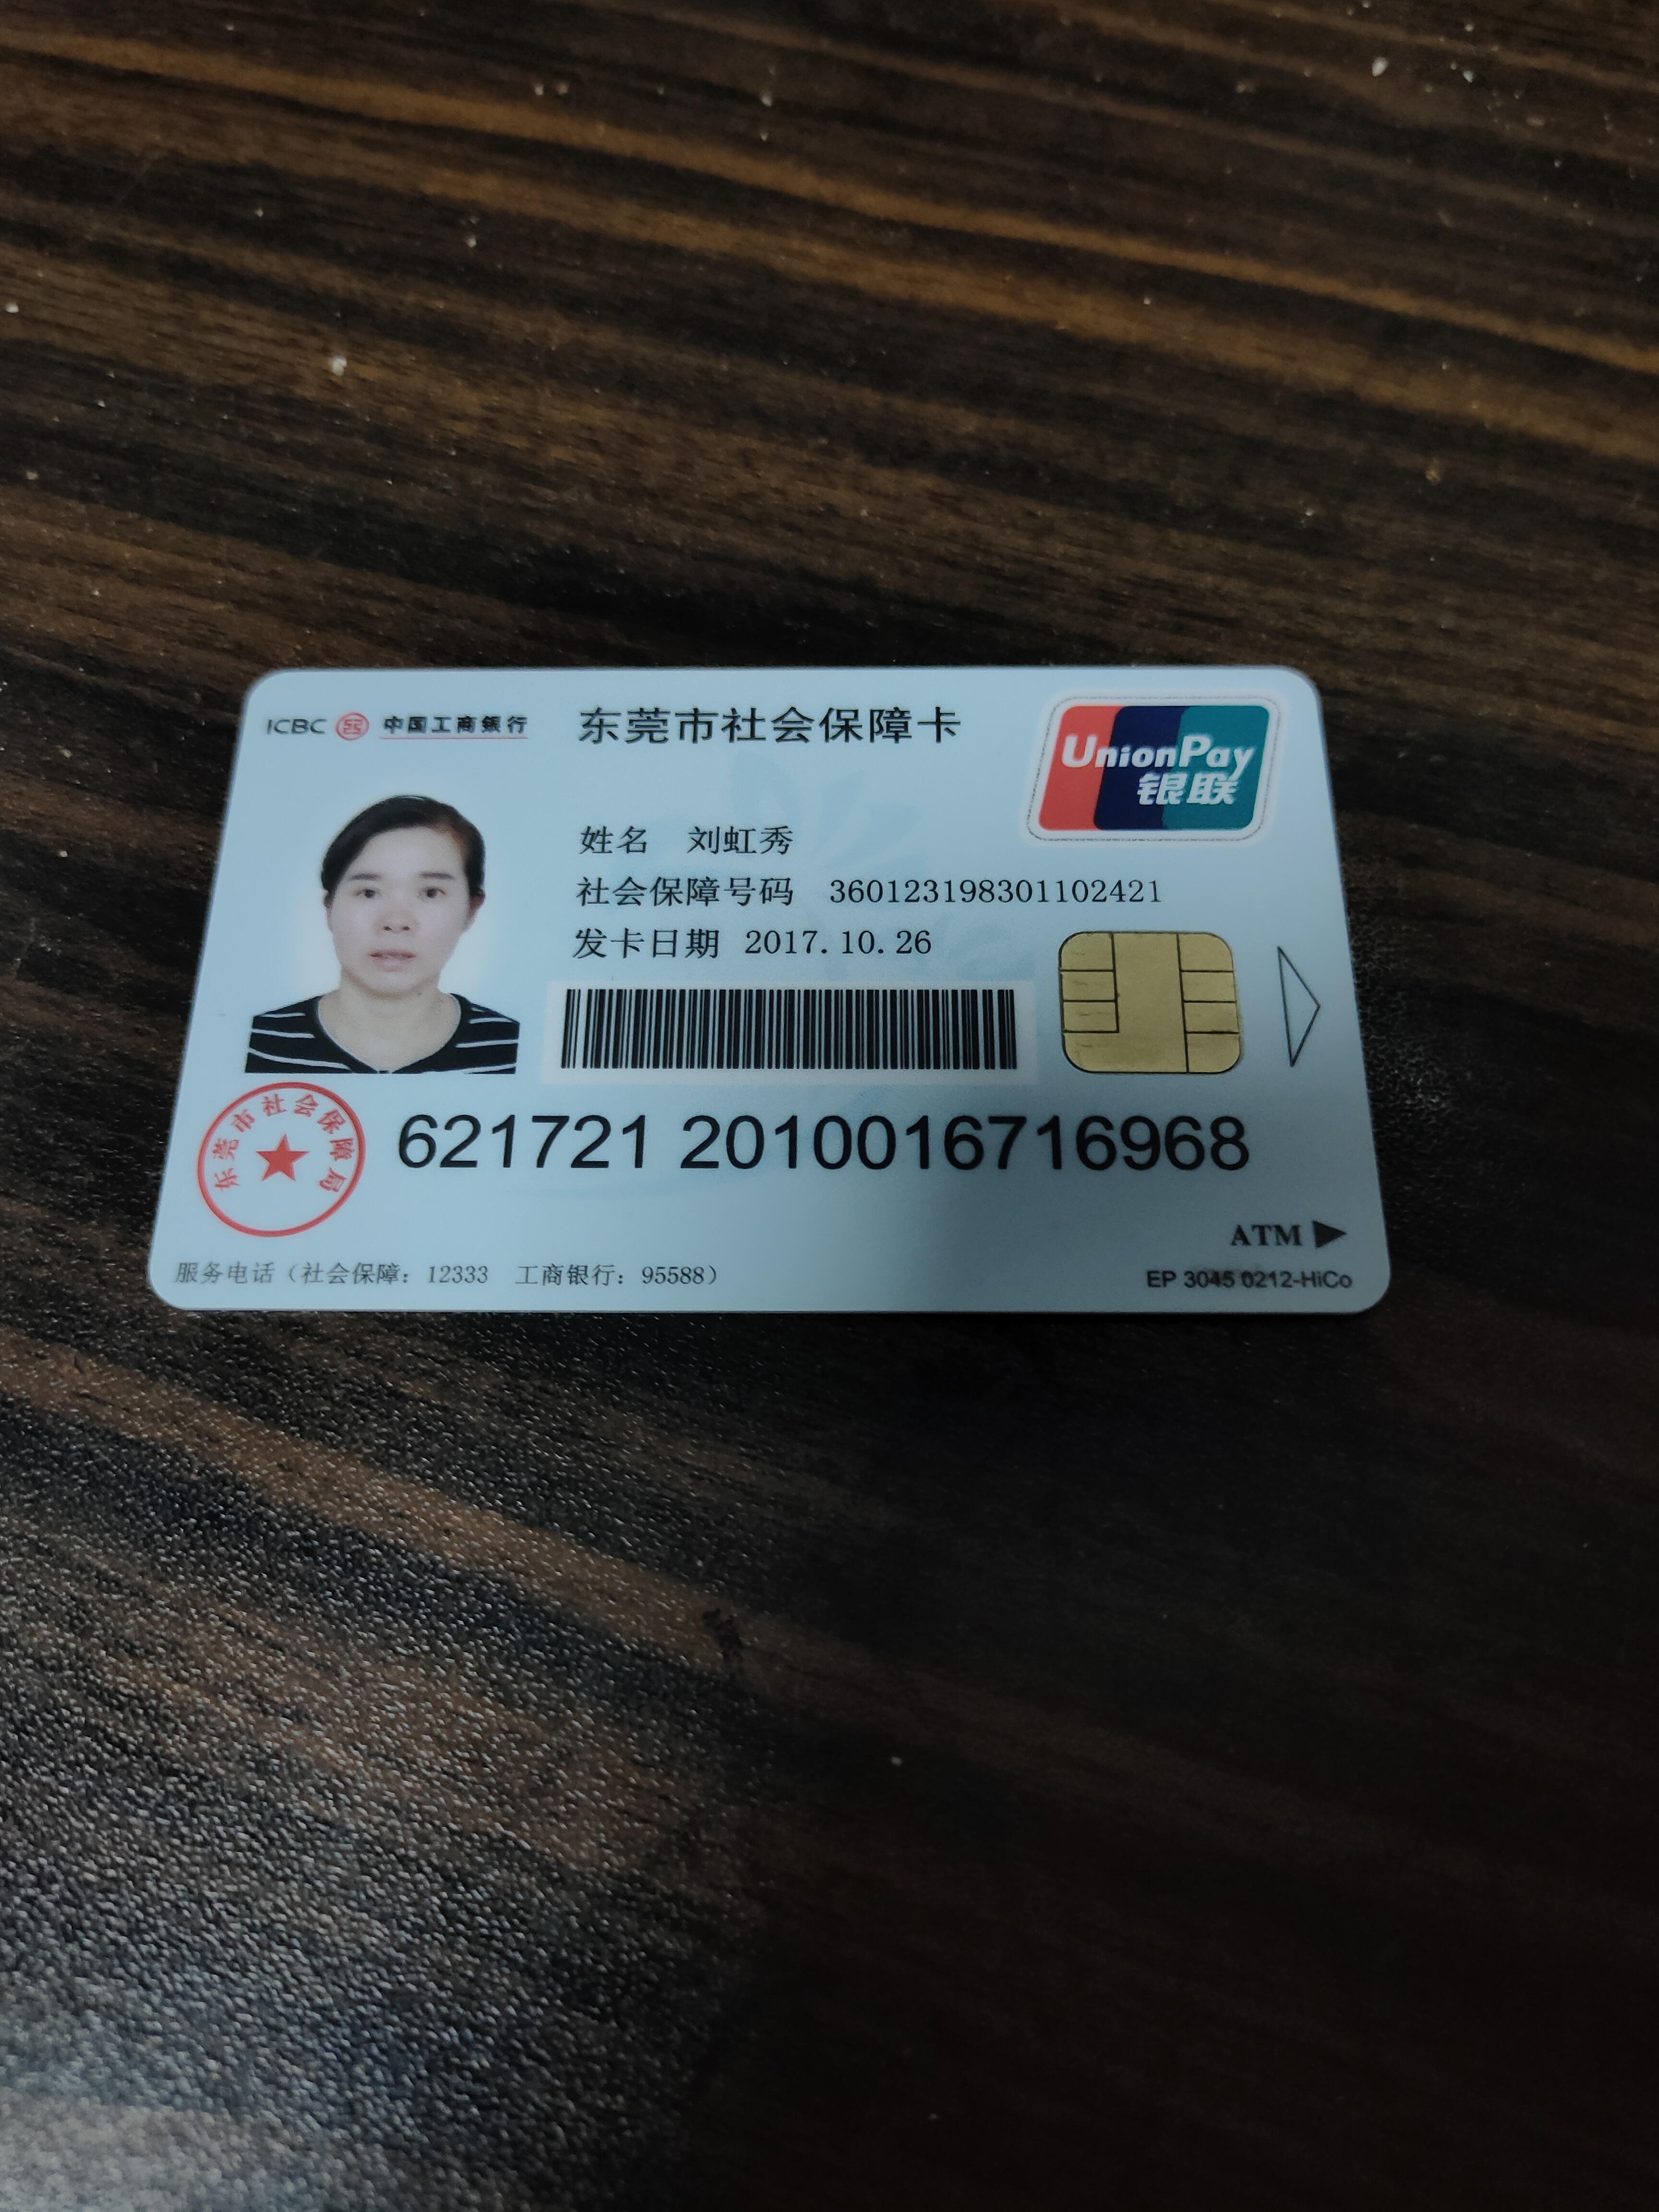 ICBC 中国工商銀行 东莞市社会保障卡
UnionPay
银联
姓名 刘虹秀
社会保障号码 360123198301102421
发卡日期 2017.10.26
东莞市社会保障局
621721 2010016716968
ATM
服务电话（社会保障：12333 工商银行：95588）
EP 3045 0212-HiCo